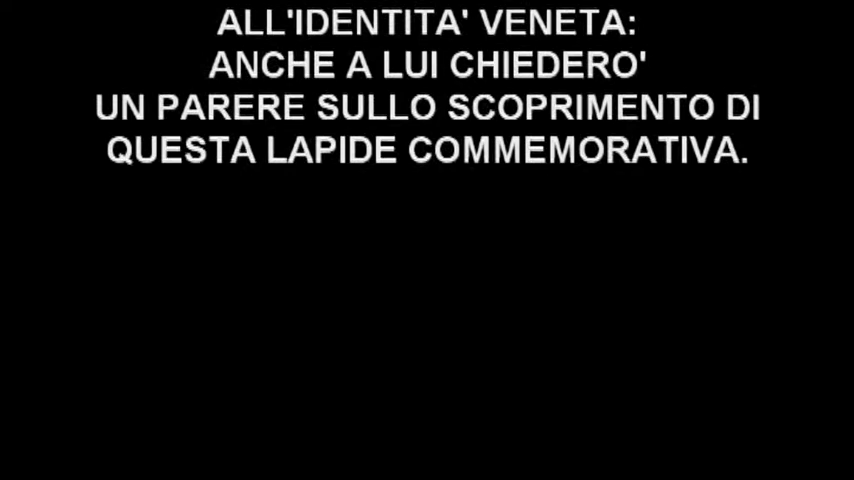 ALL'IDENTITA' VENETA:
ANCHE A LUI CHIEDERO'
UN PARERE SULLO SCOPRIMENTO DI
QUESTA LAPIDE COMMEMORATIVA.